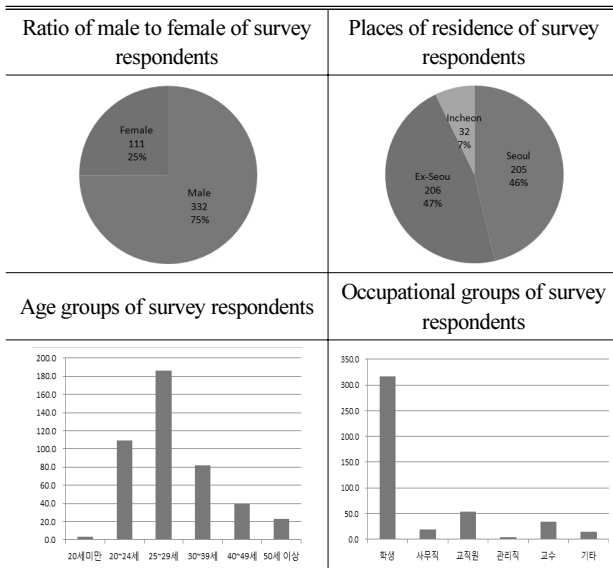 Ratio of male to female of survey
respondents
Places of residence of survey
respondents
Female
111
25%
Male
332
75%
Incheon
32
7%
Seoul
205
46%
Ex-Seou
206
47%
Age groups of survey respondents
Occupational groups of survey
respondents
200.0
180.0
160.0
140.0
120.0
100.0
80.0
60.0
40.0
20.0
0.0
20세미만 20~24세 25~29세 30~39세 40~49세 50세 이상
350.0
300.0
250.0
200.0
150.0
100.0
50.0
0.0
학생 사무직 교직원 관리직 교수 기타